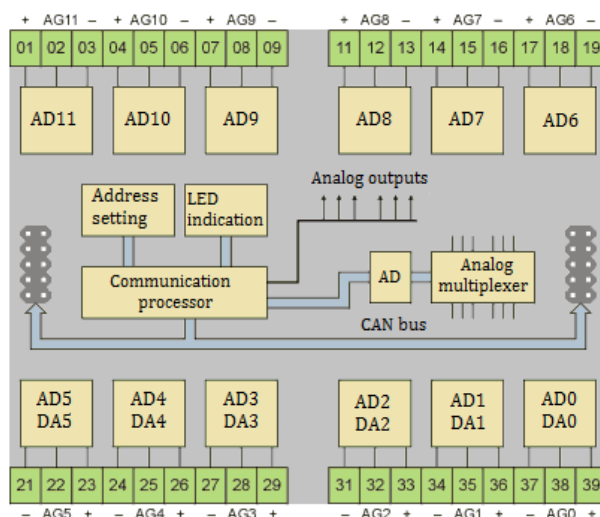 + AG11 − + AG10 − + AG9 − + AG8 − + AG7 − + AG6 −
01 02 03 04 05 06 07 08 09 11 12 13 14 15 16 17 18 19
AD11 AD10 AD9 AD8 AD7 AD6
Analog outputs
Address
setting
LED
indication
Communication
processor
AD
Analog
multiplexer
CAN bus
AD5
DA5
AD4
DA4
AD3
DA3
AD2
DA2
AD1
DA1
AD0
DA0
21 22 23 24 25 26 27 28 29 31 32 33 34 35 36 37 38 39
− AG5 + − AG4 + − AG3 + − AG2 + − AG1 + − AG0 +